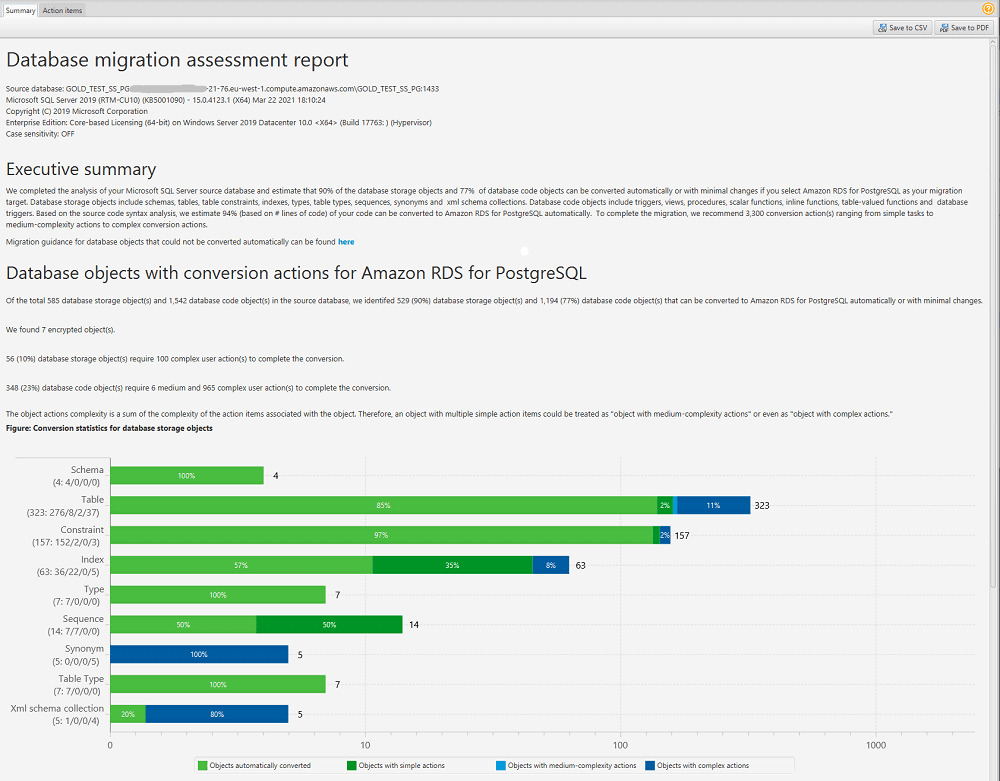 Summary
Action items
Save to CSV
Save to PDF
Database migration assessment report
Source database: GOLD_TEST_SS_PG -21-76.eu-west-1.compute.amazonaws.com\GOLD_TEST_SS_PG:1433
Microsoft SQL Server 2019 (RTM-CU10) (KB5001090) - 15.0.4123.1 (X64) Mar 22 2021 18:10:24
Copyright (C) 2019 Microsoft Corporation
Enterprise Edition: Core-based Licensing (64-bit) on Windows Server 2019 Datacenter 10.0 <X64> (Build 17763: ) (Hypervisor)
Case sensitivity: OFF
Executive summary
We completed the analysis of your Microsoft SQL Server source database and estimate that 90% of the database storage objects and 77% of database code objects can be converted automatically or with minimal changes if you select Amazon RDS for PostgreSQL as your migration
target. Database storage objects include schemas, tables, table constraints, indexes, types, table types, sequences, synonyms and xml schema collections. Database code objects include triggers, views, procedures, scalar functions, inline functions, table-valued functions and database
triggers. Based on the source code syntax analysis, we estimate 94% (based on # lines of code) of your code can be converted to Amazon RDS for PostgreSQL automatically. To complete the migration, we recommend 3,300 conversion action(s) ranging from simple tasks to
medium-complexity actions to complex conversion actions.
Migration guidance for database objects that could not be converted automatically can be found here
Database objects with conversion actions for Amazon RDS for PostgreSQL
Of the total 585 database storage object(s) and 1,542 database code object(s) in the source database, we identifed 529 (90%) database storage object(s) and 1,194 (77%) database code object(s) that can be converted to Amazon RDS for PostgreSQL automatically or with minimal changes.
We found 7 encrypted object(s).
56 (10%) database storage object(s) require 100 complex user action(s) to complete the conversion.
348 (23%) database code object(s) require 6 medium and 965 complex user action(s) to complete the conversion.
The object actions complexity is a sum of the complexity of the action items associated with the object. Therefore, an object with multiple simple action items could be treated as "object with medium-complexity actions" or even as "object with complex actions."
Figure: Conversion statistics for database storage objects
Schema
(4: 4/0/0/0)
100%
4
Table
(323: 276/8/2/37)
85%
2%
11%
323
Constraint
(157: 152/2/0/3)
97%
2%
157
Index
(63: 36/22/0/5)
57%
35%
8%
63
Type
(7: 7/0/0/0)
100%
7
Sequence
(14: 7/7/0/0)
50%
50%
14
Synonym
(5: 0/0/0/5)
100%
5
Table Type
(7: 7/0/0/0)
100%
7
Xml schema collection
(5: 1/0/0/4)
20%
80%
5
0
10
100
1000
Objects automatically converted
Objects with simple actions
Objects with medium-complexity actions
Objects with complex actions